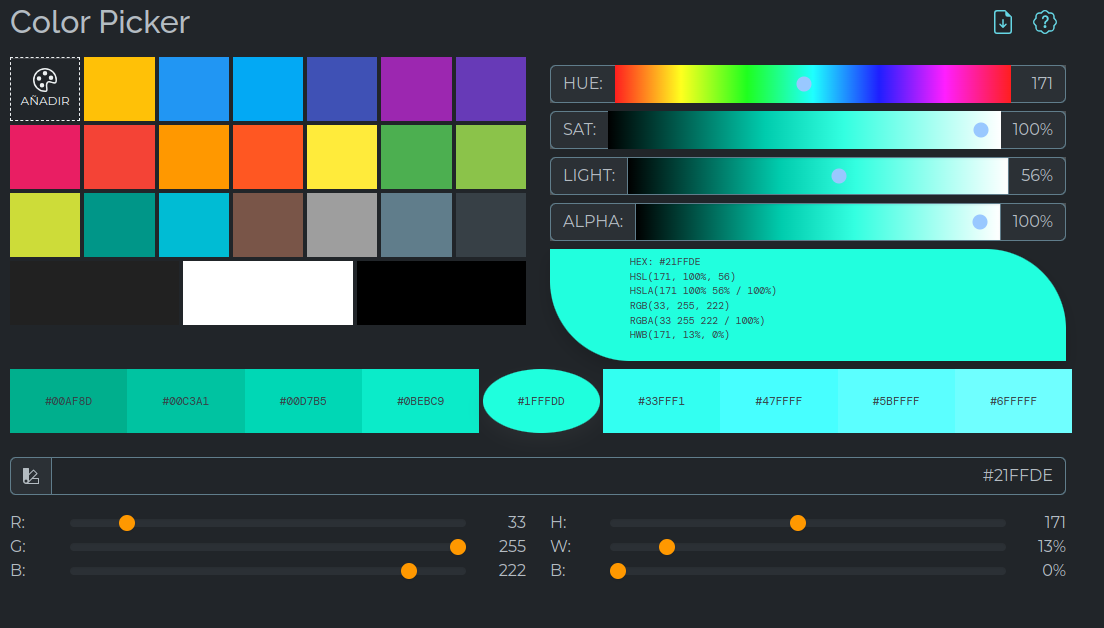 Color Picker
AÑADIR
HUE: 171
SAT: 100%
LIGHT: 56%
ALPHA: 100%
HEX: #21FFDE
HSL(171, 100%, 56)
HSLA(171 100% 56% / 100%)
RGB(33, 255, 222)
RGBA(33 255 222 / 100%)
HWB(171, 13%, 0%)
#00AF8D #00C3A1 #00D7B5 #0BEBC9 #1FFFDD #33FFF1 #47FFFF #5BFFFF #6FFFFF
#21FFDE
R: 33
G: 255
B: 222
H: 171
W: 13%
B: 0%